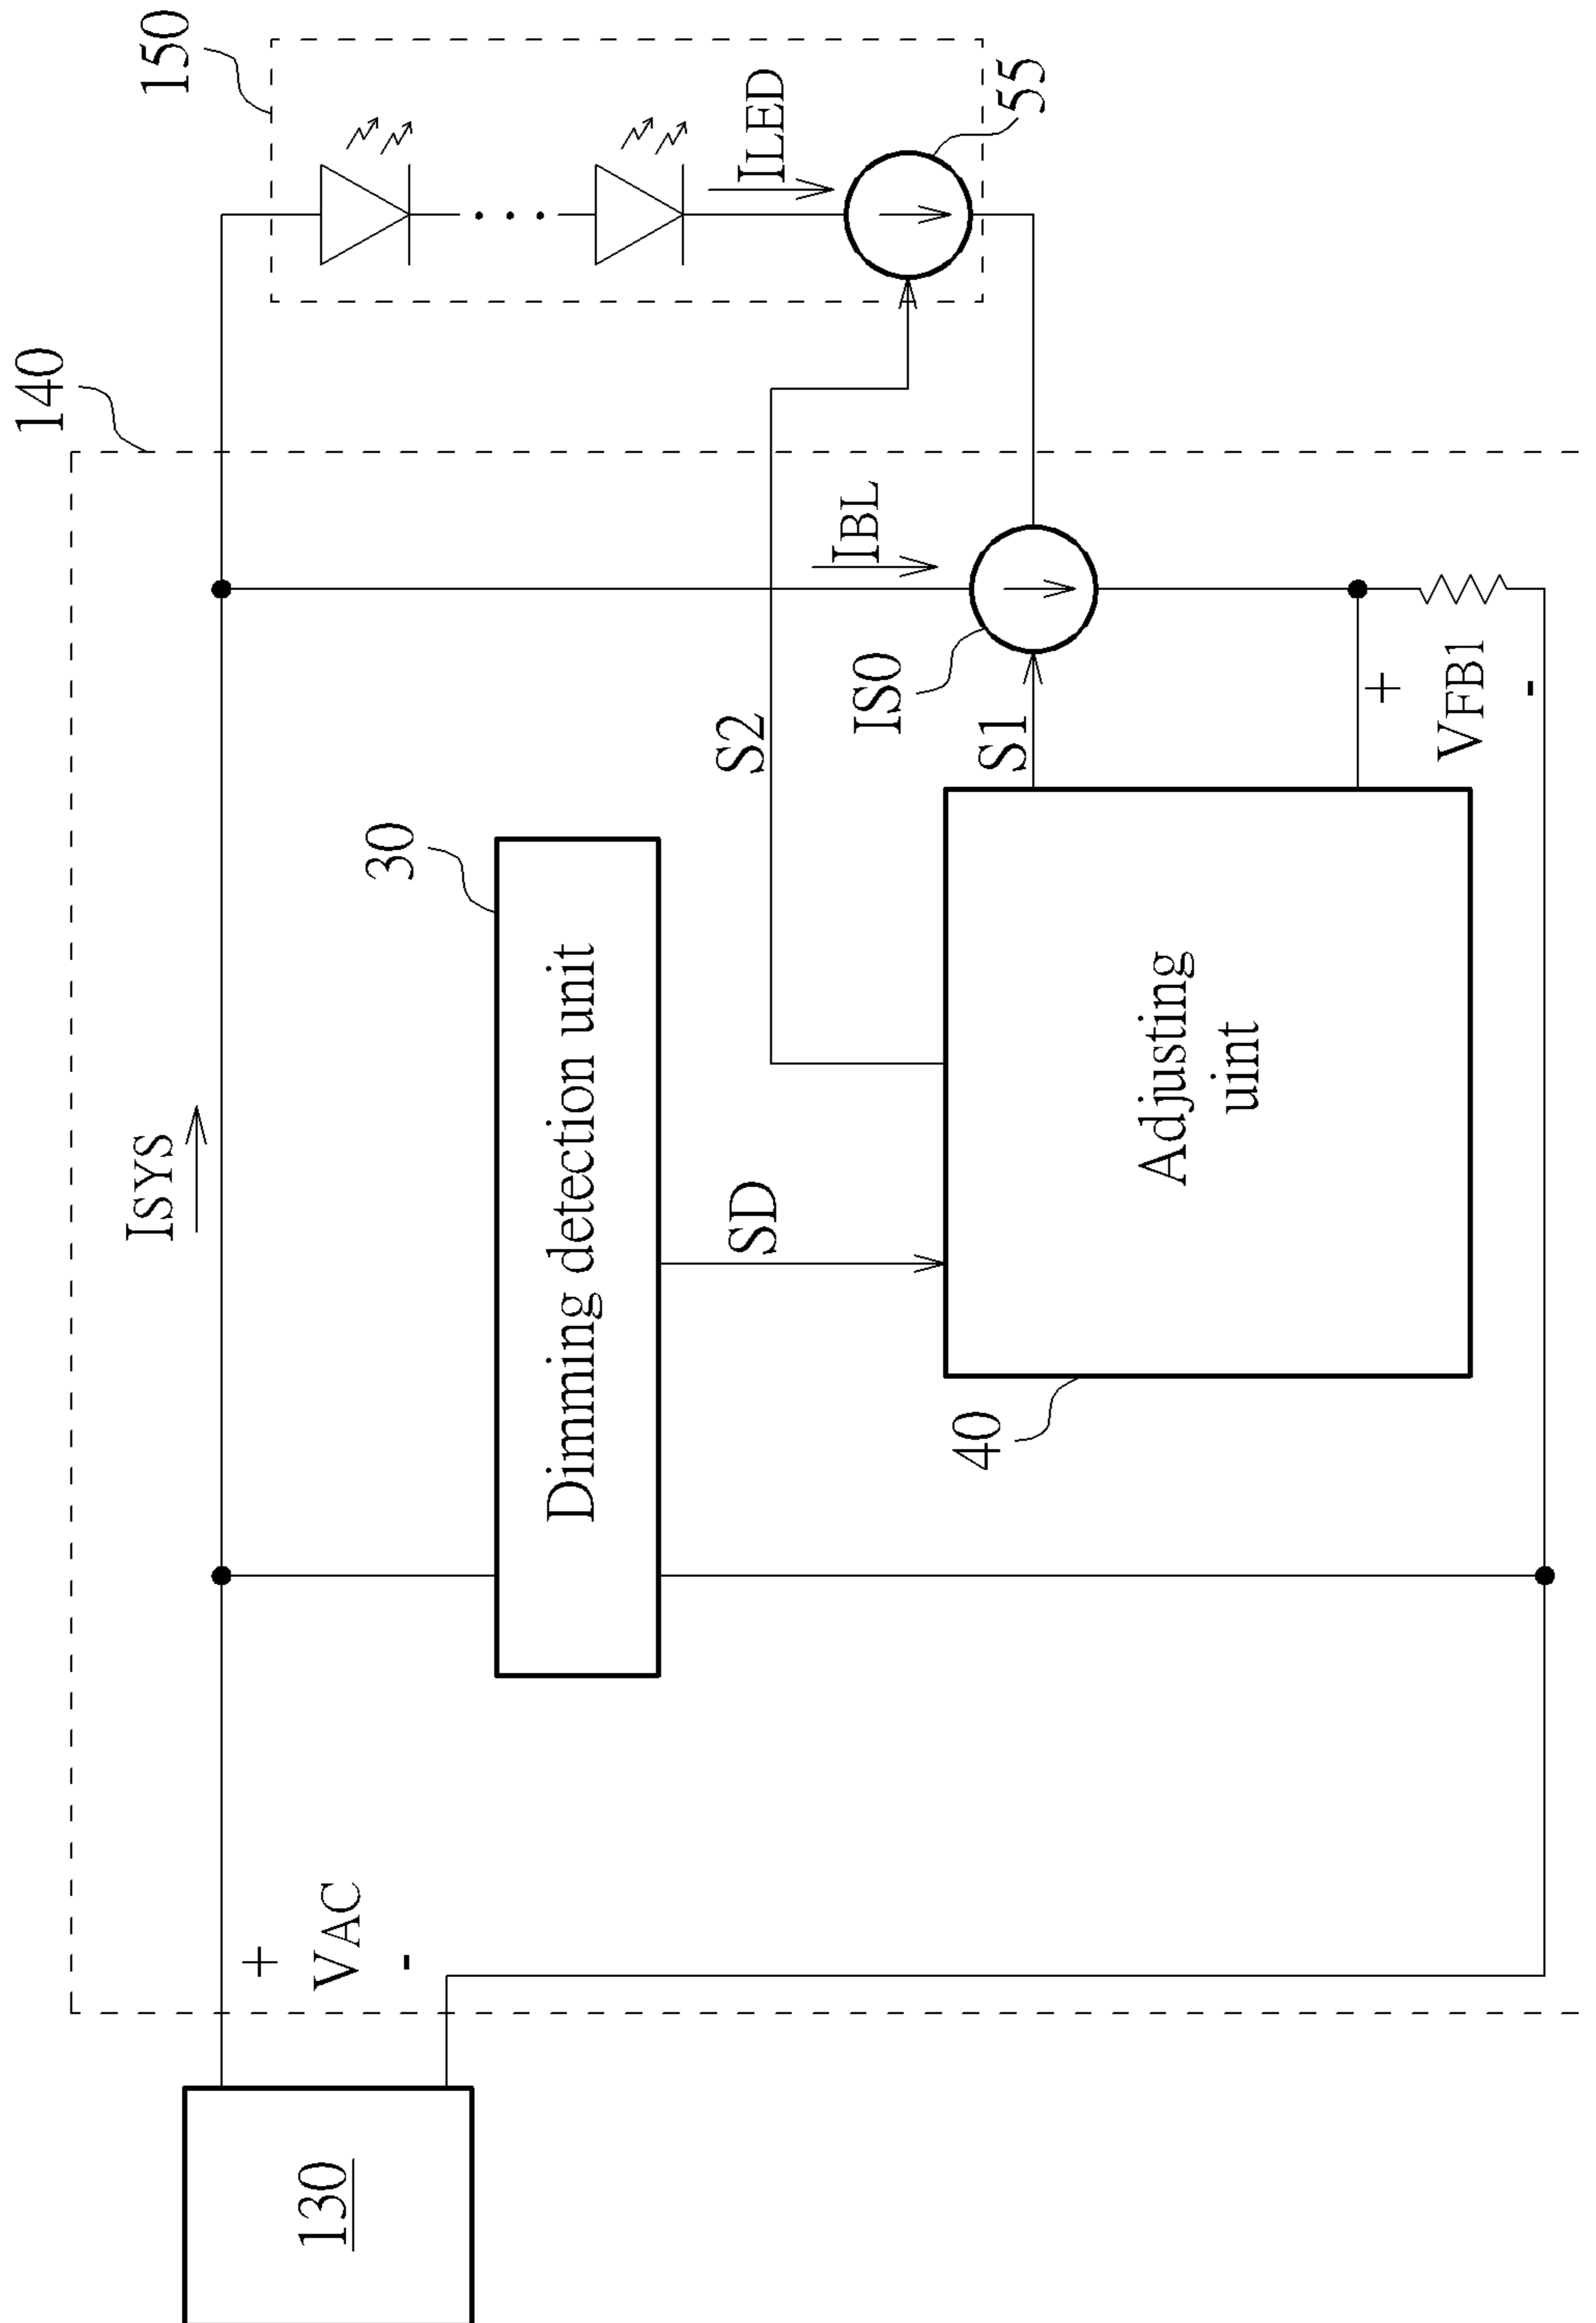 140
150
ISYS
130
+
VAC
-
30
Dimming detection unit
SD
S2
IBL
ILED
55
IS0
S1
40
Adjusting
uint
+
VFB1
-